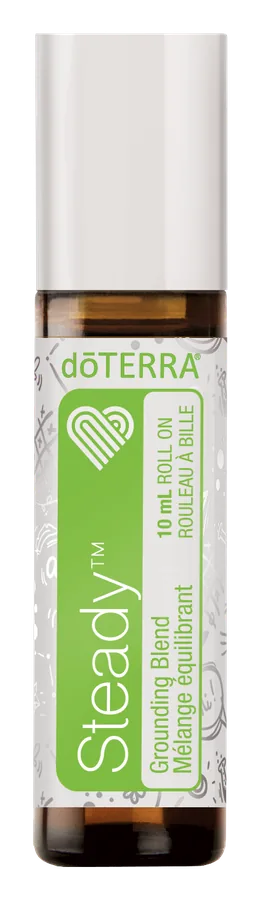 dōTERRA®
Steady™
Grounding Blend
Mélange équilibrant
10 mL ROLL ON
ROULEAU À BILLE